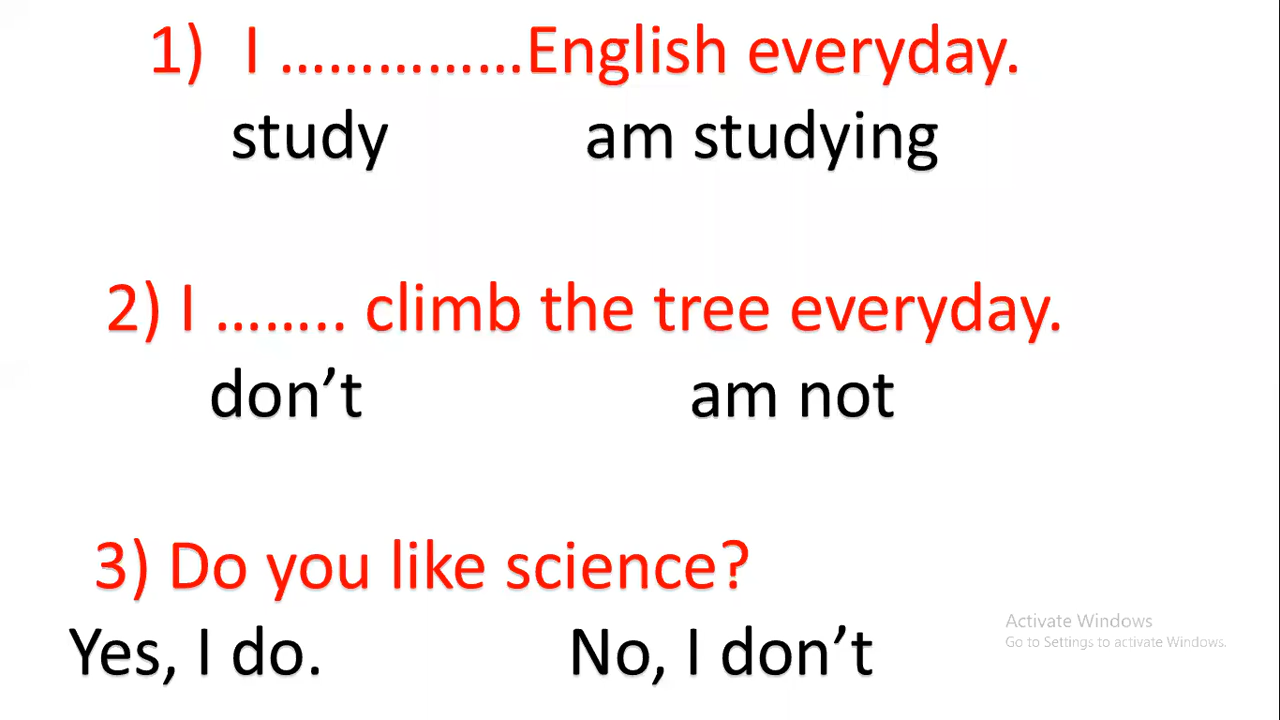 1) I ……………English everyday.
study am studying
2) I …….. climb the tree everyday.
don’t am not
3) Do you like science?
Yes, I do. No, I don’t
Activate Windows
Go to Settings to activate Windows.